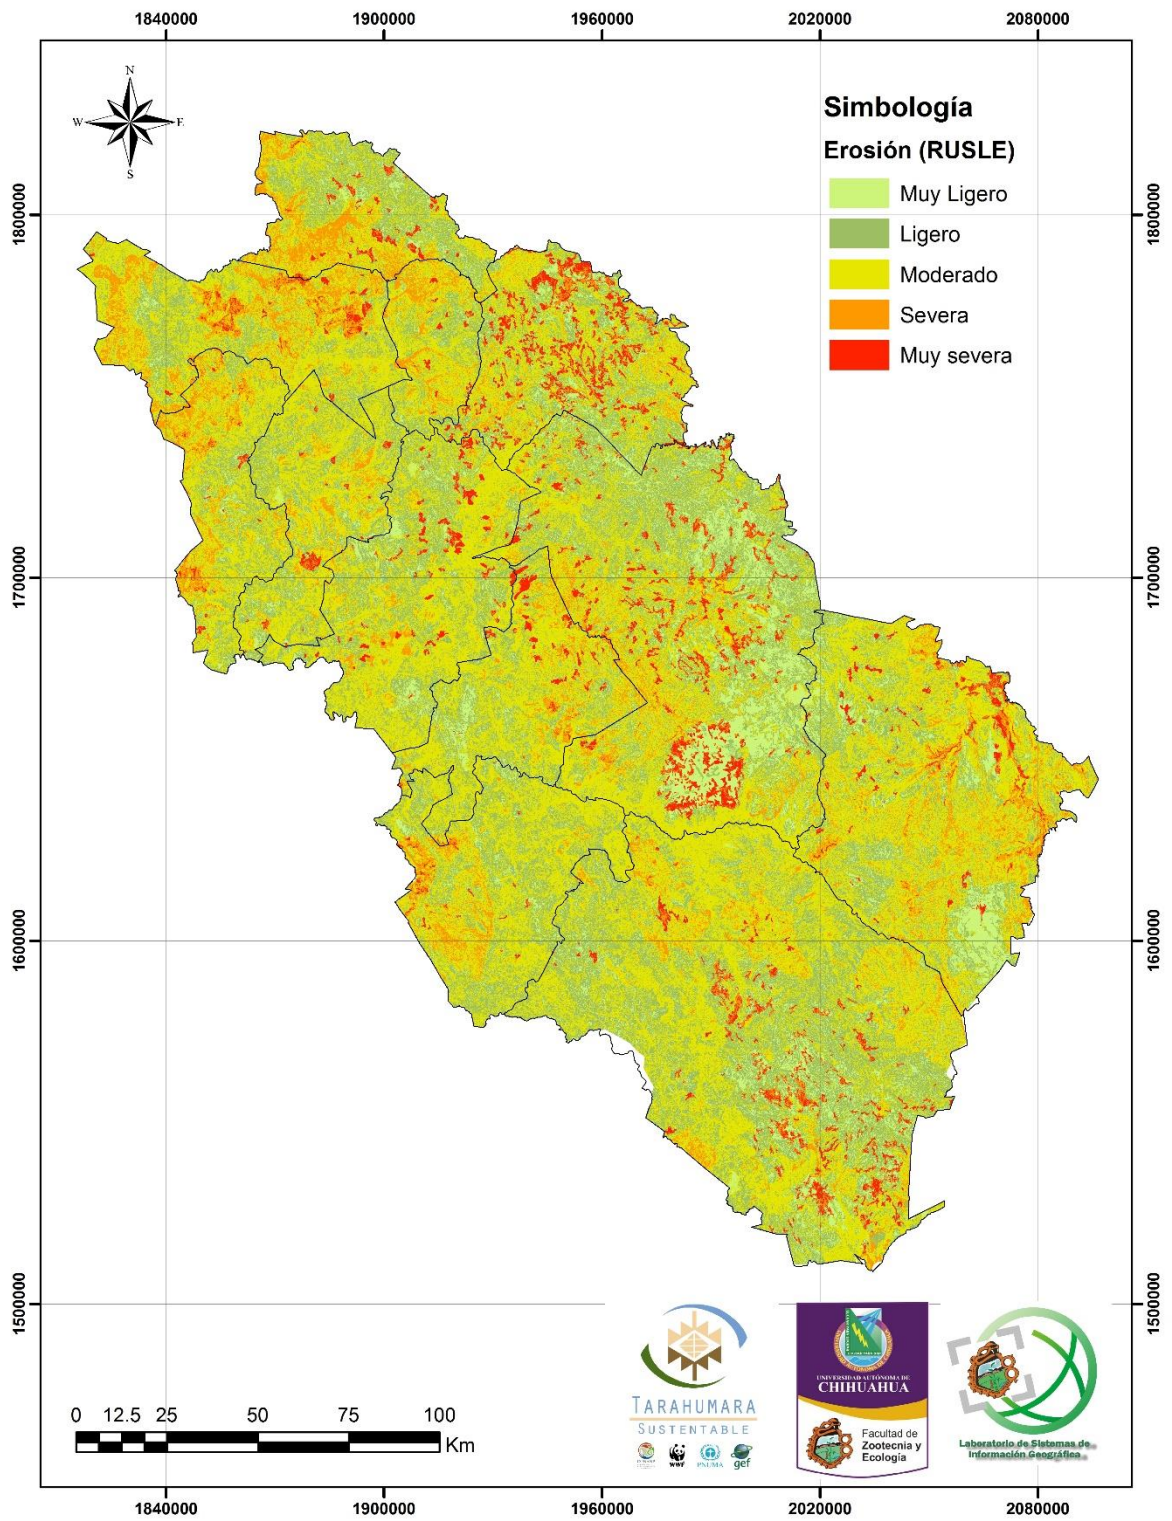 1840000 1900000 1960000 2020000 2080000
N
W E
S
Simbología
Erosión (RUSLE)
Muy Ligero
Ligero
Moderado
Severa
Muy severa
1800000 1800000
1700000 1700000
1600000 1600000
1500000 1500000
TARAHUMARA
SUSTENTABLE
WWF PNUMA gef
UNIVERSIDAD AUTÓNOMA DE
CHIHUAHUA
Facultad de
Zootecnia y
Ecología
Laboratorio de Sistemas de
Información Geográfica
0 12.5 25 50 75 100
Km
1840000 1900000 1960000 2020000 2080000